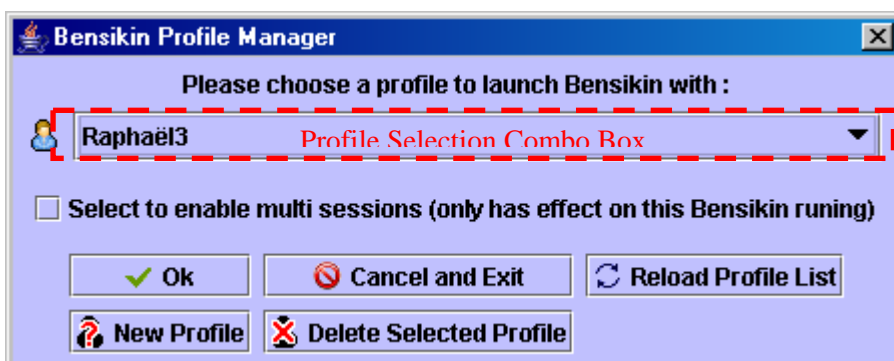 Bensikin Profile Manager
Please choose a profile to launch Bensikin with :
Raphaël3 Profile Selection Combo Box
Select to enable multi sessions (only has effect on this Bensikin runing)
Ok Cancel and Exit Reload Profile List
New Profile Delete Selected Profile